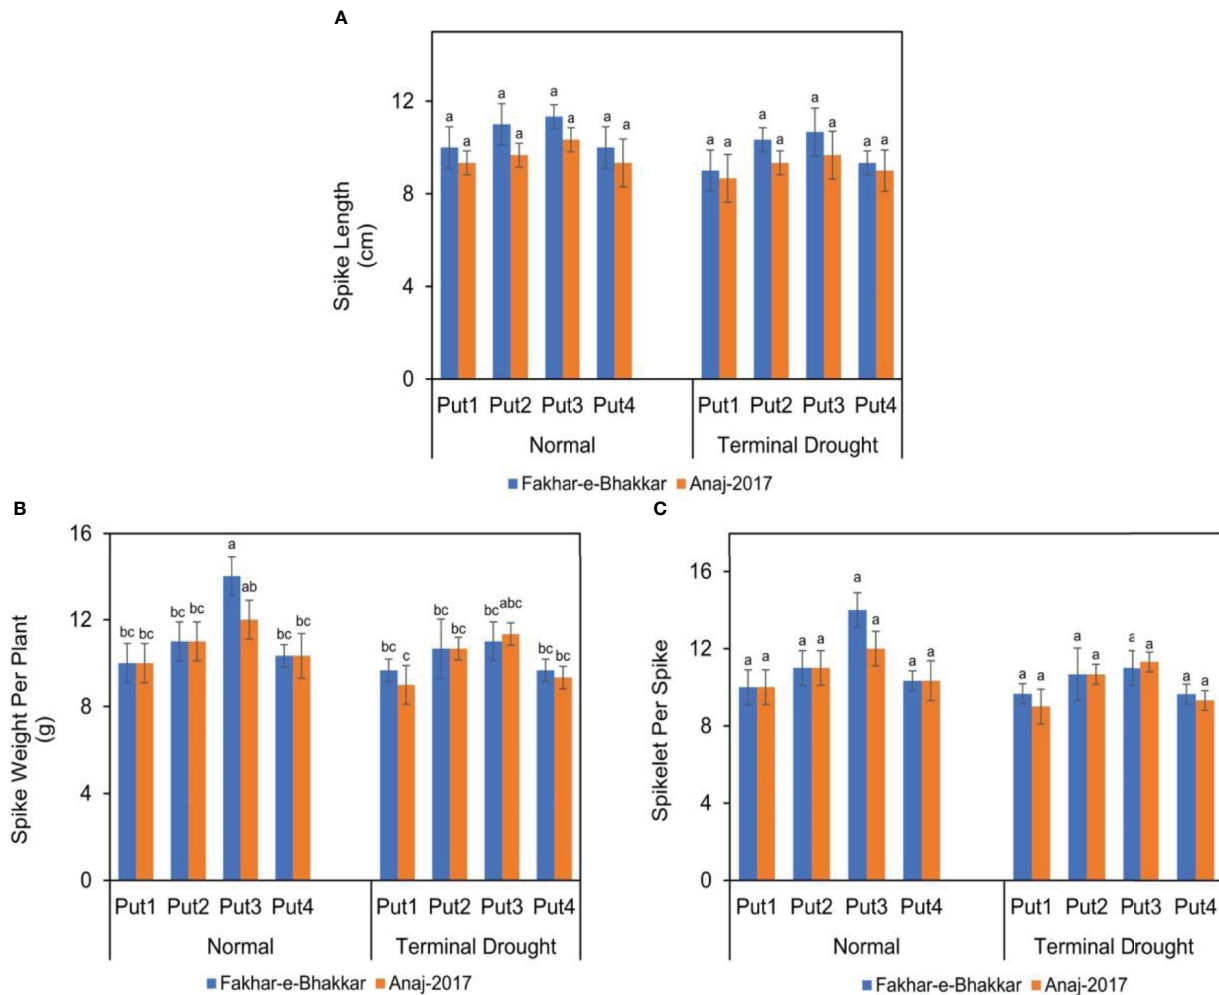 A
Spike Length
(cm)
12
8
4
0
a a a a a a a a
a a a a a a a a
Put1 Put2 Put3 Put4 Put1 Put2 Put3 Put4
Normal Terminal Drought
Fakhar-e-Bhakkar Anaj-2017
B
Spike Weight Per Plant
(g)
16
12
8
4
0
bc bc bc bc a ab bc bc
bc c bc bc bc abc bc bc
Put1 Put2 Put3 Put4 Put1 Put2 Put3 Put4
Normal Terminal Drought
Fakhar-e-Bhakkar Anaj-2017
C
Spikelet Per Spike
16
12
8
4
0
a a a a a a a a
a a a a a a a a
Put1 Put2 Put3 Put4 Put1 Put2 Put3 Put4
Normal Terminal Drought
Fakhar-e-Bhakkar Anaj-2017